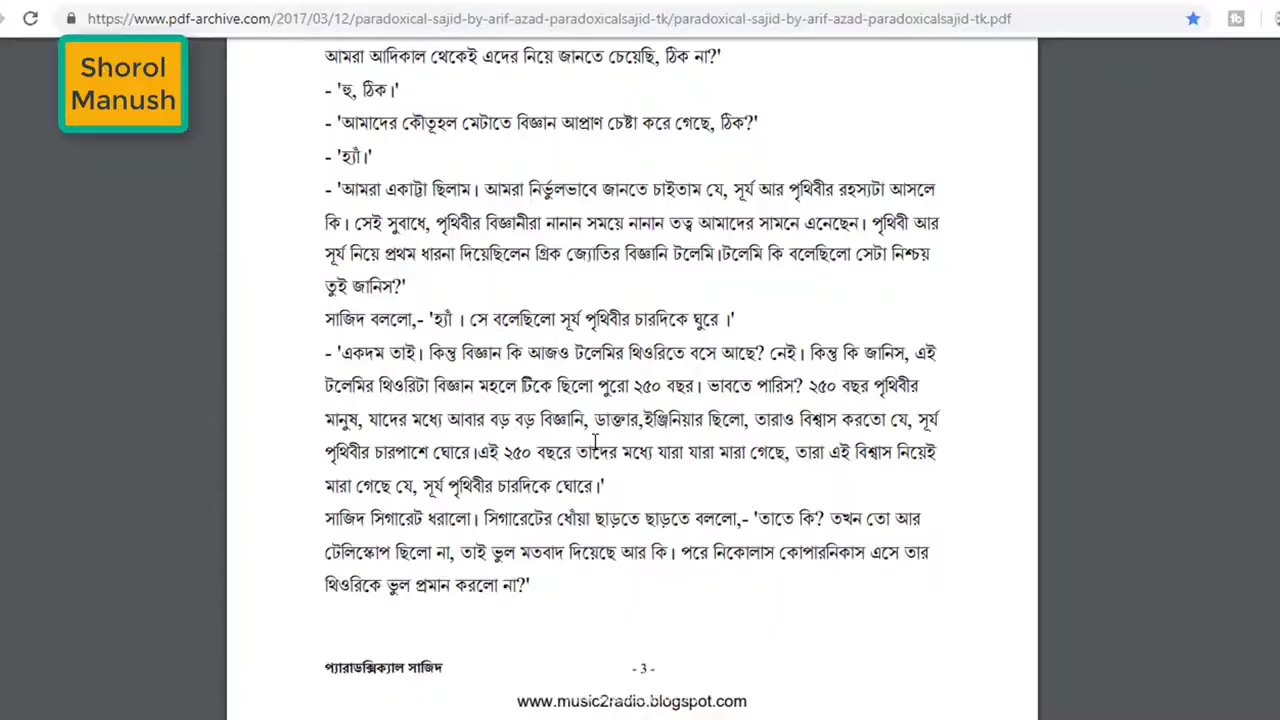 https://www.pdf-archive.com/2017/03/12/paradoxical-sajid-by-arif-azad-paradoxicalsajid-tk/paradoxical-sajid-by-arif-azad-paradoxicalsajid-tk.pdf
Shorol
Manush
আমরা আদিকাল থেকেই এদের নিয়ে জানতে চেয়েছি, ঠিক না?'
- 'হু, ঠিক।'
- 'আমাদের কৌতূহল মেটাতে বিজ্ঞান আপ্রাণ চেষ্টা করে গেছে, ঠিক?'
- 'হ্যাঁ।'
- 'আমরা একাট্টা ছিলাম। আমরা নির্ভুলভাবে জানতে চাইতাম যে, সূর্য আর পৃথিবীর রহস্যটা আসলে
কি। সেই সুবাধে, পৃথিবীর বিজ্ঞানীরা নানান সময়ে নানান তত্ব আমাদের সামনে এনেছেন। পৃথিবী আর
সূর্য নিয়ে প্রথম ধারনা দিয়েছিলেন গ্রিক জ্যোতির বিজ্ঞানি টলেমি।টলেমি কি বলেছিলো সেটা নিশ্চয়
তুই জানিস?'
সাজিদ বললো,- 'হ্যাঁ । সে বলেছিলো সূর্য পৃথিবীর চারদিকে ঘুরে ।'
- 'একদম তাই। কিন্তু বিজ্ঞান কি আজও টলেমির থিওরিতে বসে আছে? নেই। কিন্তু কি জানিস, এই
টলেমির থিওরিটা বিজ্ঞান মহলে টিকে ছিলো পুরো ২৫০ বছর। ভাবতে পারিস? ২৫০ বছর পৃথিবীর
মানুষ, যাদের মধ্যে আবার বড় বড় বিজ্ঞানি, ডাক্তার,ইঞ্জিনিয়ার ছিলো, তারাও বিশ্বাস করতো যে, সূর্য
পৃথিবীর চারপাশে ঘোরে।এই ২৫০ বছরে তাদের মধ্যে যারা যারা মারা গেছে, তারা এই বিশ্বাস নিয়েই
মারা গেছে যে, সূর্য পৃথিবীর চারদিকে ঘোরে।'
সাজিদ সিগারেট ধরালো। সিগারেটের ধোঁয়া ছাড়তে ছাড়তে বললো,- 'তাতে কি? তখন তো আর
টেলিস্কোপ ছিলো না, তাই ভুল মতবাদ দিয়েছে আর কি। পরে নিকোলাস কোপারনিকাস এসে তার
থিওরিকে ভুল প্রমান করলো না?'
প্যারাডক্সিক্যাল সাজিদ
- 3 -
www.music2radio.blogspot.com